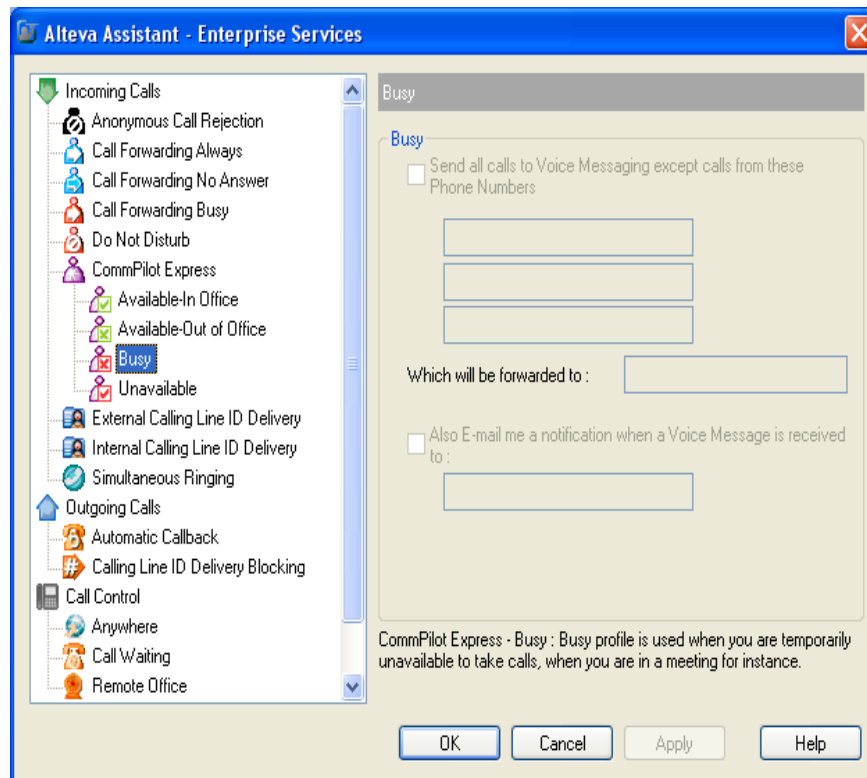 Alteva Assistant - Enterprise Services
Incoming Calls
Anonymous Call Rejection
Call Forwarding Always
Call Forwarding No Answer
Call Forwarding Busy
Do Not Disturb
CommPilot Express
Available-In Office
Available-Out of Office
Busy
Unavailable
External Calling Line ID Delivery
Internal Calling Line ID Delivery
Simultaneous Ringing
Outgoing Calls
Automatic Callback
Calling Line ID Delivery Blocking
Call Control
Anywhere
Call Waiting
Remote Office
Busy
Busy
Send all calls to Voice Messaging except calls from these
Phone Numbers
Which will be forwarded to :
Also E-mail me a notification when a Voice Message is received
to :
CommPilot Express - Busy : Busy profile is used when you are temporarily
unavailable to take calls, when you are in a meeting for instance.
OK
Cancel
Apply
Help